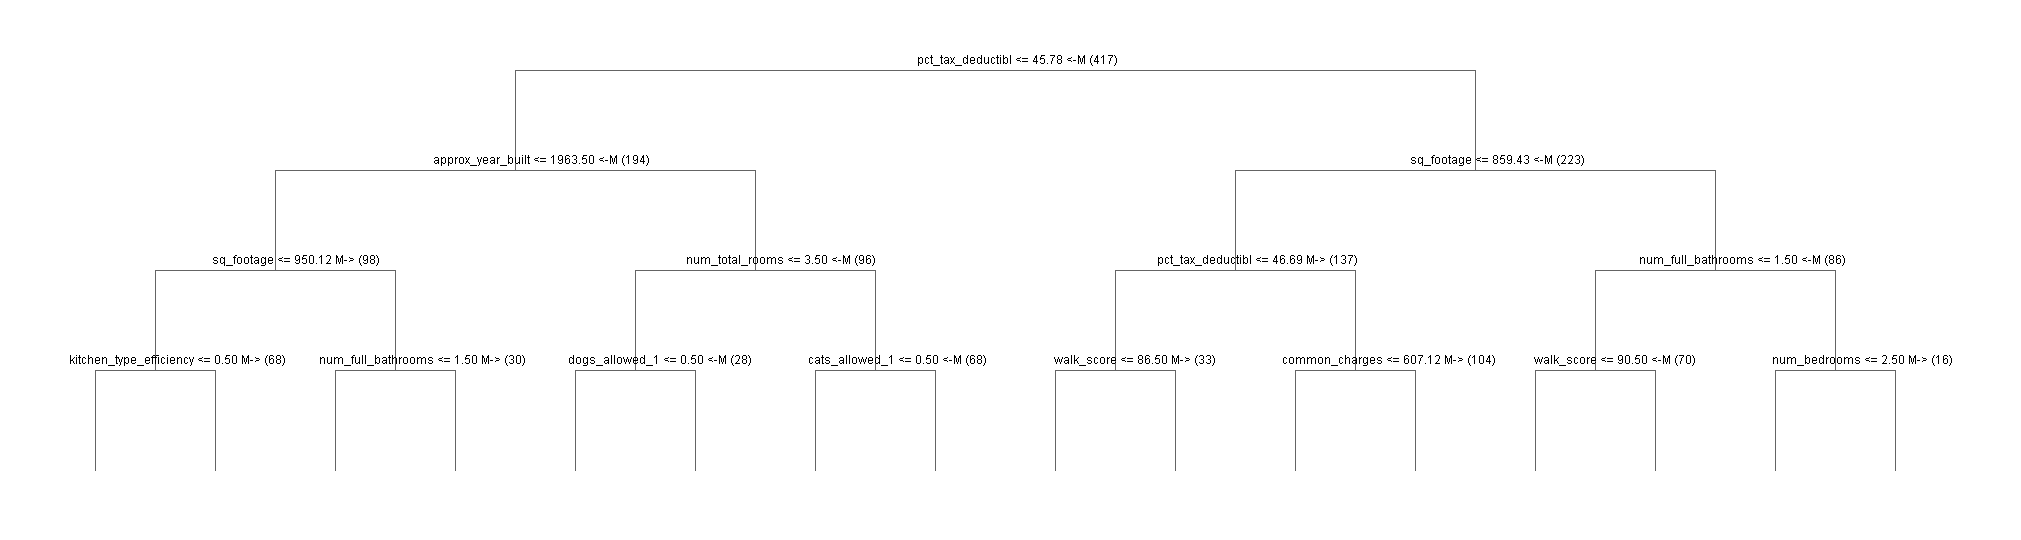 pct_tax_deductibl <= 45.78 <-M (417)
approx_year_built <= 1963.50 <-M (194)
sq_footage <= 859.43 <-M (223)
sq_footage <= 950.12 M-> (98)
num_total_rooms <= 3.50 <-M (96)
pct_tax_deductibl <= 46.69 M-> (137)
num_full_bathrooms <= 1.50 <-M (86)
kitchen_type_efficiency <= 0.50 M-> (68)
num_full_bathrooms <= 1.50 M-> (30)
dogs_allowed_1 <= 0.50 <-M (28)
cats_allowed_1 <= 0.50 <-M (68)
walk_score <= 86.50 M-> (33)
common_charges <= 607.12 M-> (104)
walk_score <= 90.50 <-M (70)
num_bedrooms <= 2.50 M-> (16)